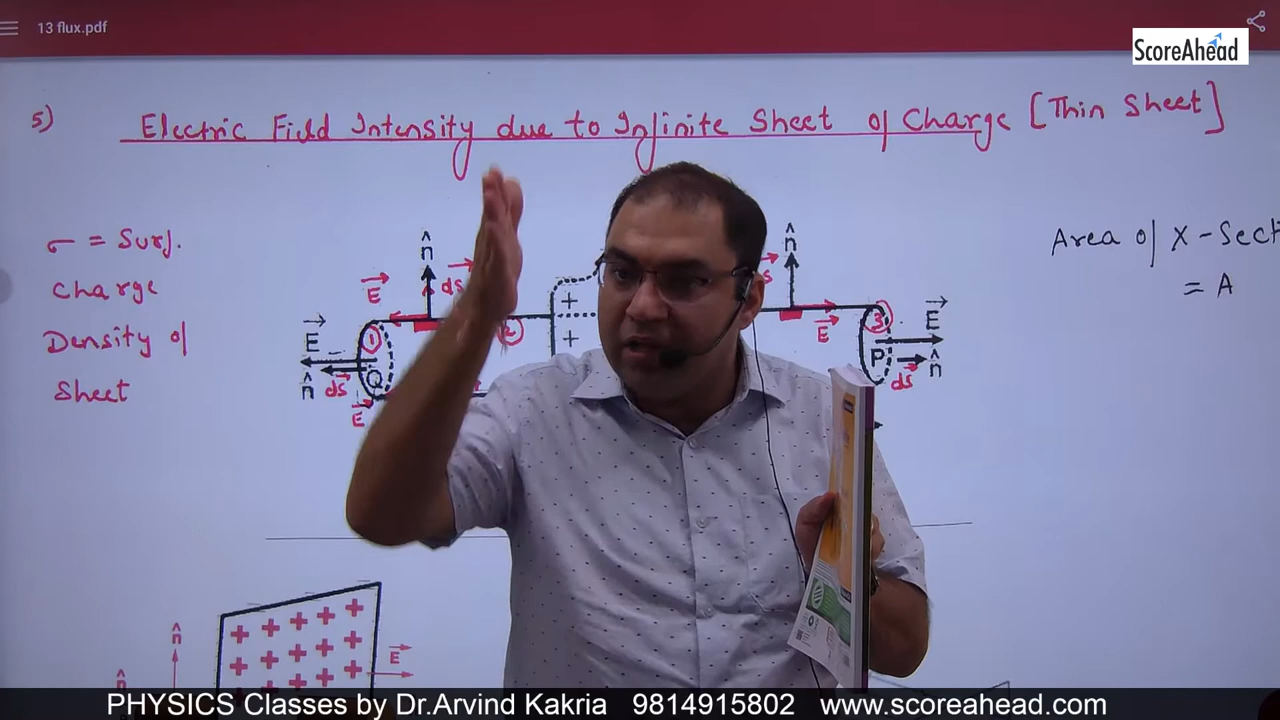 13 flux.pdf
ScoreAhead
5) Electric Field Intensity due to Infinite Sheet of Charge [Thin Sheet]
σ = Surf.
Charge
Density of
Sheet
Area of X-Sect
= A
n̂
n̂
E
ds
E
n̂
ds
E
1
Q
2
+
+
E
3
P
E
n̂
ds
n̂
E
+ + + + +
+ + + + +
+ + + + +
PHYSICS Classes by Dr.Arvind Kakria 9814915802 www.scoreahead.com